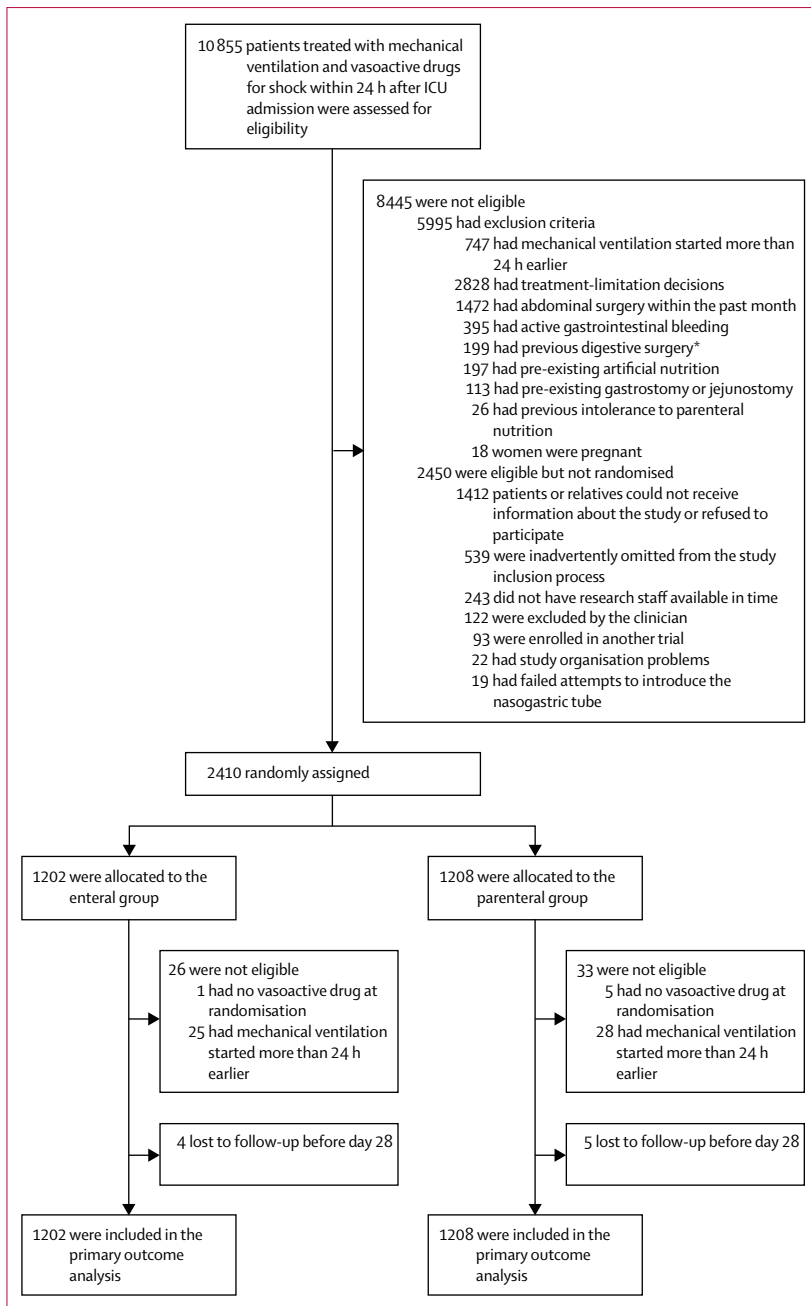 10 855 patients treated with mechanical
ventilation and vasoactive drugs
for shock within 24 h after ICU
admission were assessed for
eligibility
8445 were not eligible
5995 had exclusion criteria
747 had mechanical ventilation started more than
24 h earlier
2828 had treatment-limitation decisions
1472 had abdominal surgery within the past month
395 had active gastrointestinal bleeding
199 had previous digestive surgery*
197 had pre-existing artificial nutrition
113 had pre-existing gastrostomy or jejunostomy
26 had previous intolerance to parenteral
nutrition
18 women were pregnant
2450 were eligible but not randomised
1412 patients or relatives could not receive
information about the study or refused to
participate
539 were inadvertently omitted from the study
inclusion process
243 did not have research staff available in time
122 were excluded by the clinician
93 were enrolled in another trial
22 had study organisation problems
19 had failed attempts to introduce the
nasogastric tube
2410 randomly assigned
1202 were allocated to the
enteral group
1208 were allocated to the
parenteral group
26 were not eligible
1 had no vasoactive drug at
randomisation
25 had mechanical ventilation
started more than 24 h
earlier
33 were not eligible
5 had no vasoactive drug at
randomisation
28 had mechanical ventilation
started more than 24 h
earlier
4 lost to follow-up before day 28
5 lost to follow-up before day 28
1202 were included in the
primary outcome
analysis
1208 were included in the
primary outcome
analysis